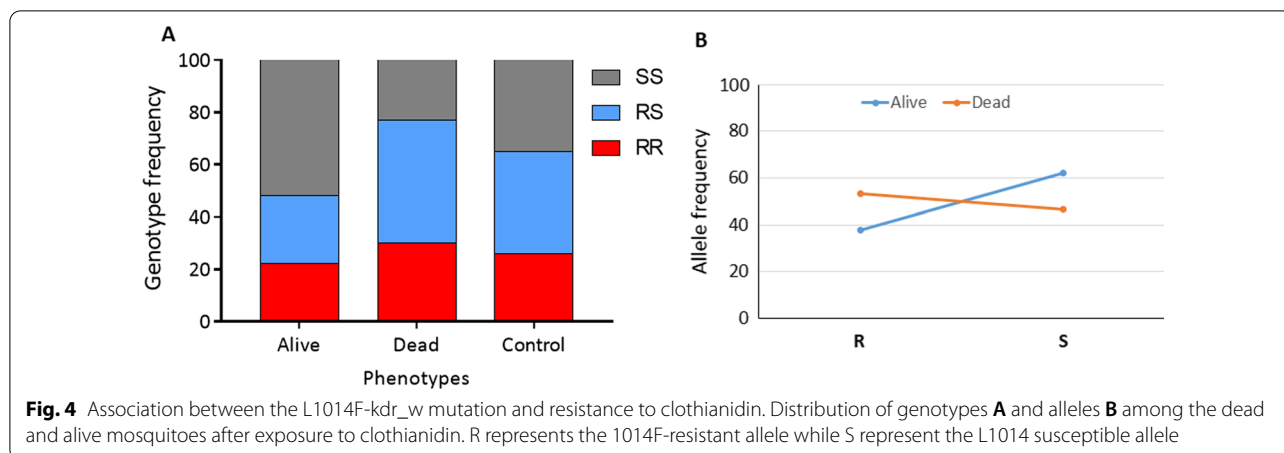 A
100
80
60
40
20
0
Genotype frequency
Alive
Dead
Control
Phenotypes
SS
RS
RR
B
Alive
Dead
100
80
60
40
20
0
Allele frequency
R
S
Fig. 4 Association between the L1014F-kdr_w mutation and resistance to clothianidin. Distribution of genotypes A and alleles B among the dead
and alive mosquitoes after exposure to clothianidin. R represents the 1014F-resistant allele while S represent the L1014 susceptible allele